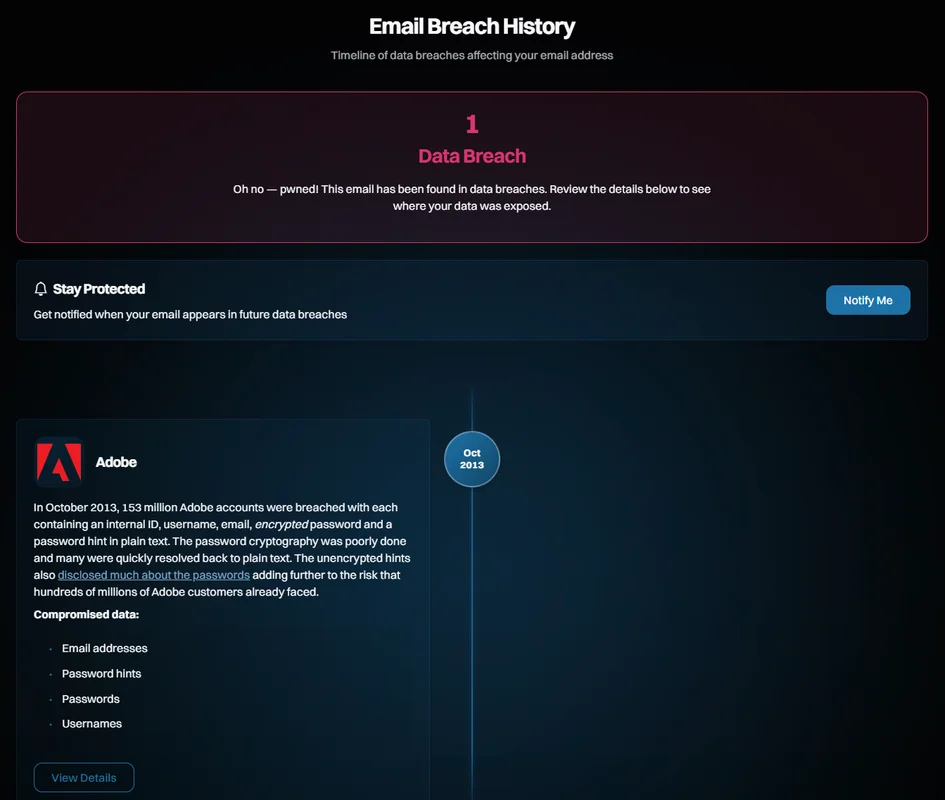 Email Breach History
Timeline of data breaches affecting your email address
1
Data Breach
Oh no — pwned! This email has been found in data breaches. Review the details below to see
where your data was exposed.
Stay Protected
Get notified when your email appears in future data breaches
Notify Me
Oct
2013
Adobe
In October 2013, 153 million Adobe accounts were breached with each
containing an internal ID, username, email, encrypted password and a
password hint in plain text. The password cryptography was poorly done
and many were quickly resolved back to plain text. The unencrypted hints
also disclosed much about the passwords adding further to the risk that
hundreds of millions of Adobe customers already faced.
Compromised data:
Email addresses
Password hints
Passwords
Usernames
View Details